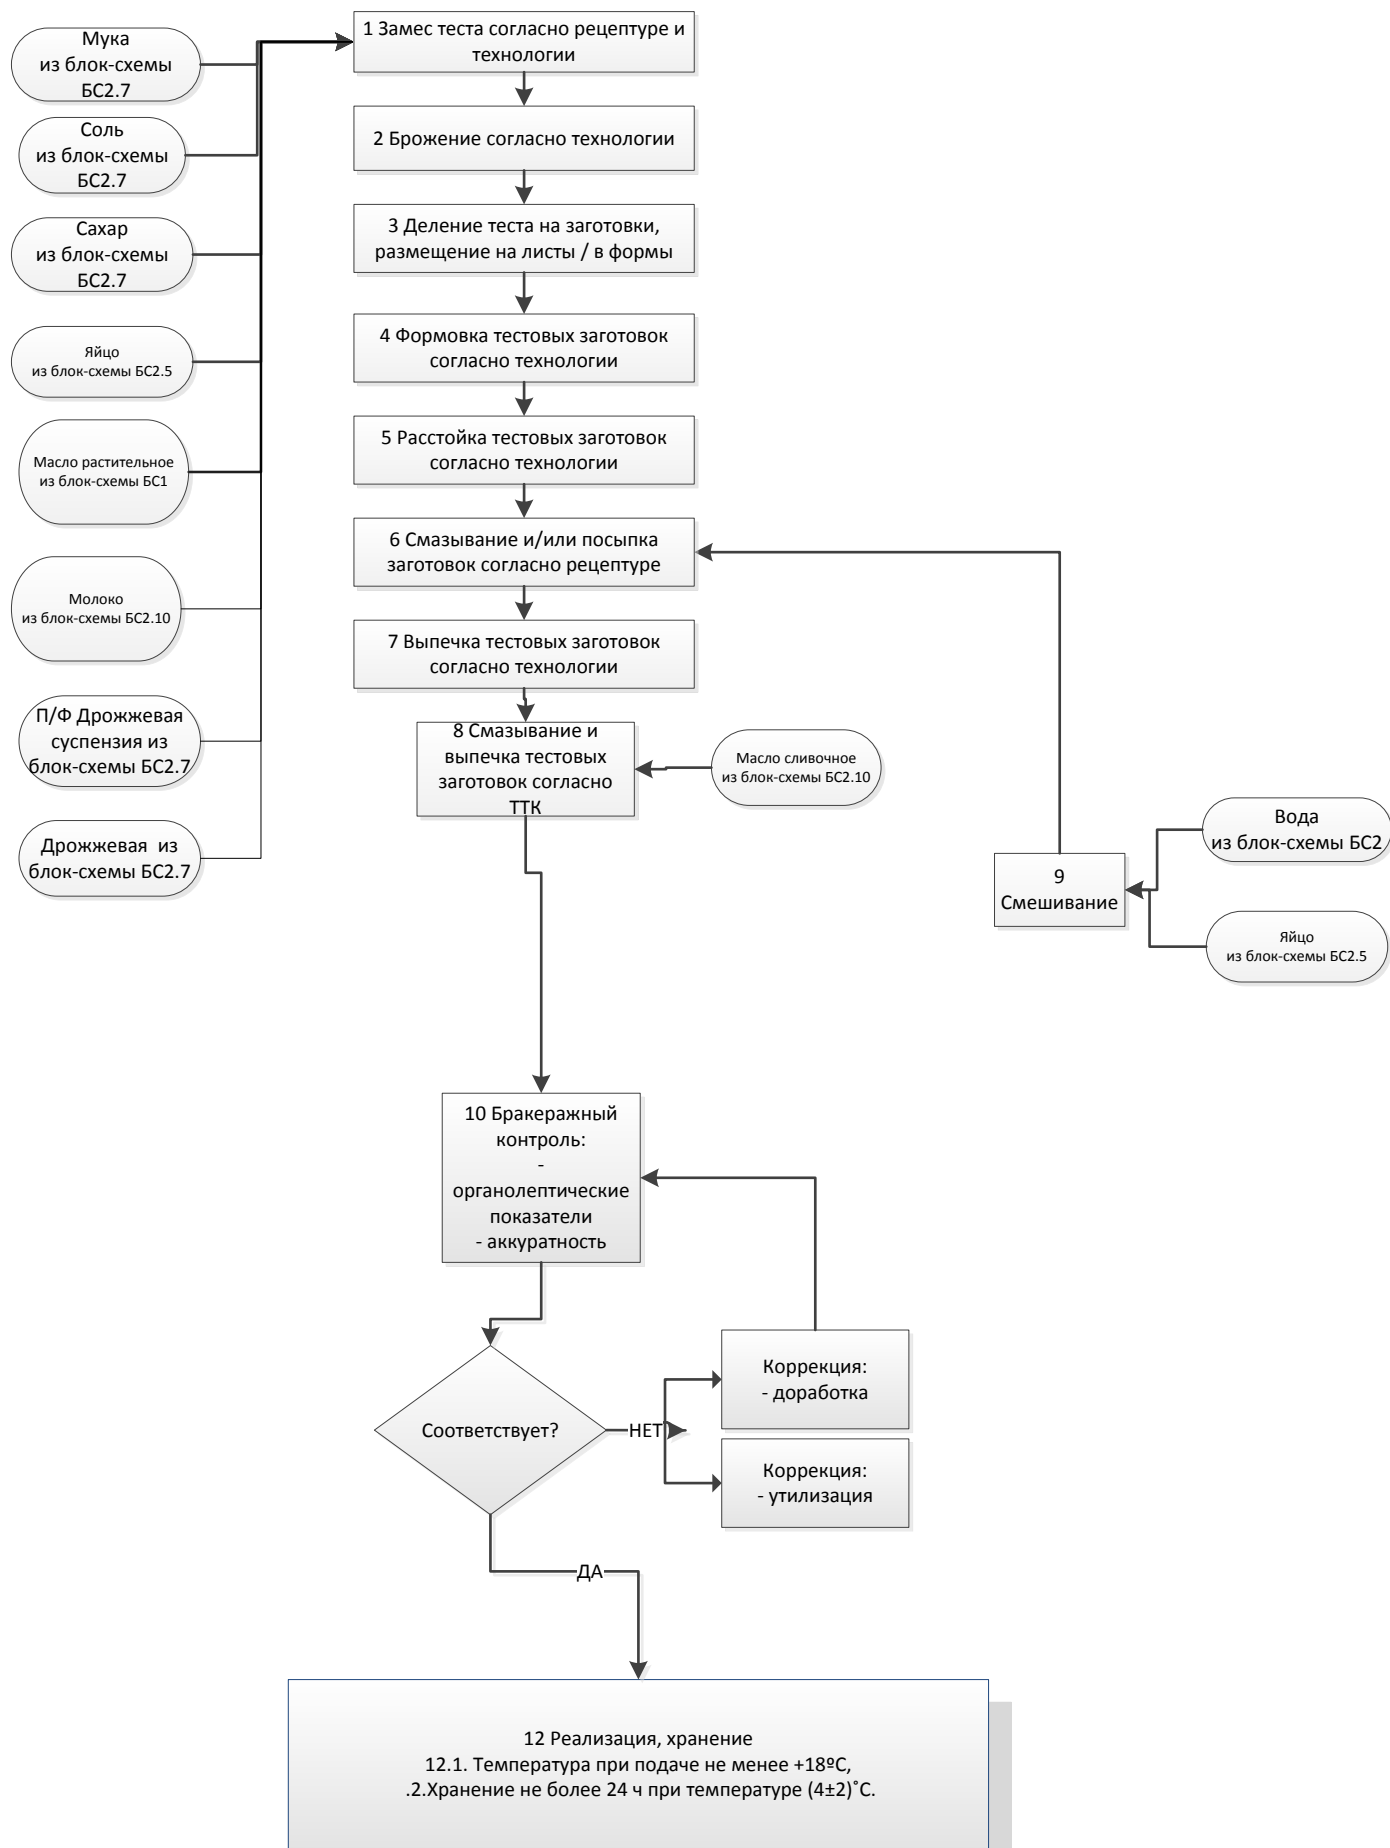 Мука
из блок-схемы
БС2.7
Соль
из блок-схемы
БС2.7
Сахар
из блок-схемы
БС2.7
Яйцо
из блок-схемы БС2.5
Масло растительное
из блок-схемы БС1
Молоко
из блок-схемы БС2.10
П/Ф Дрожжевая
суспензия из
блок-схемы БС2.7
Дрожжевая из
блок-схемы БС2.7
1 Замес теста согласно рецептуре и
технологии
2 Брожение согласно технологии
3 Деление теста на заготовки,
размещение на листы / в формы
4 Формовка тестовых заготовок
согласно технологии
5 Расстойка тестовых заготовок
согласно технологии
6 Смазывание и/или посыпка
заготовок согласно рецептуре
7 Выпечка тестовых заготовок
согласно технологии
8 Смазывание и
выпечка тестовых
заготовок согласно
ТТК
Масло сливочное
из блок-схемы БС2.10
Вода
из блок-схемы БС2
9
Смешивание
Яйцо
из блок-схемы БС2.5
10 Бракеражный
контроль:
-
органолептические
показатели
- аккуратность
Соответствует?
НЕТ
Коррекция:
- доработка
Коррекция:
- утилизация
ДА
12 Реализация, хранение
12.1. Температура при подаче не менее +18ºС,
.2.Хранение не более 24 ч при температуре (4±2)˚С.